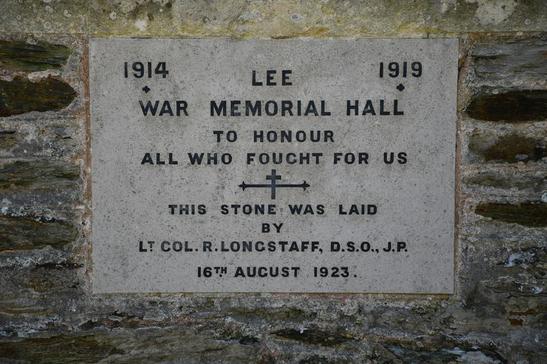 1914 1919
LEE
WAR MEMORIAL HALL
TO HONOUR
ALL WHO FOUGHT FOR US
THIS STONE WAS LAID
BY
LT COL. R. LONGSTAFF, D.S.O., J.P.
16TH AUGUST 1923.